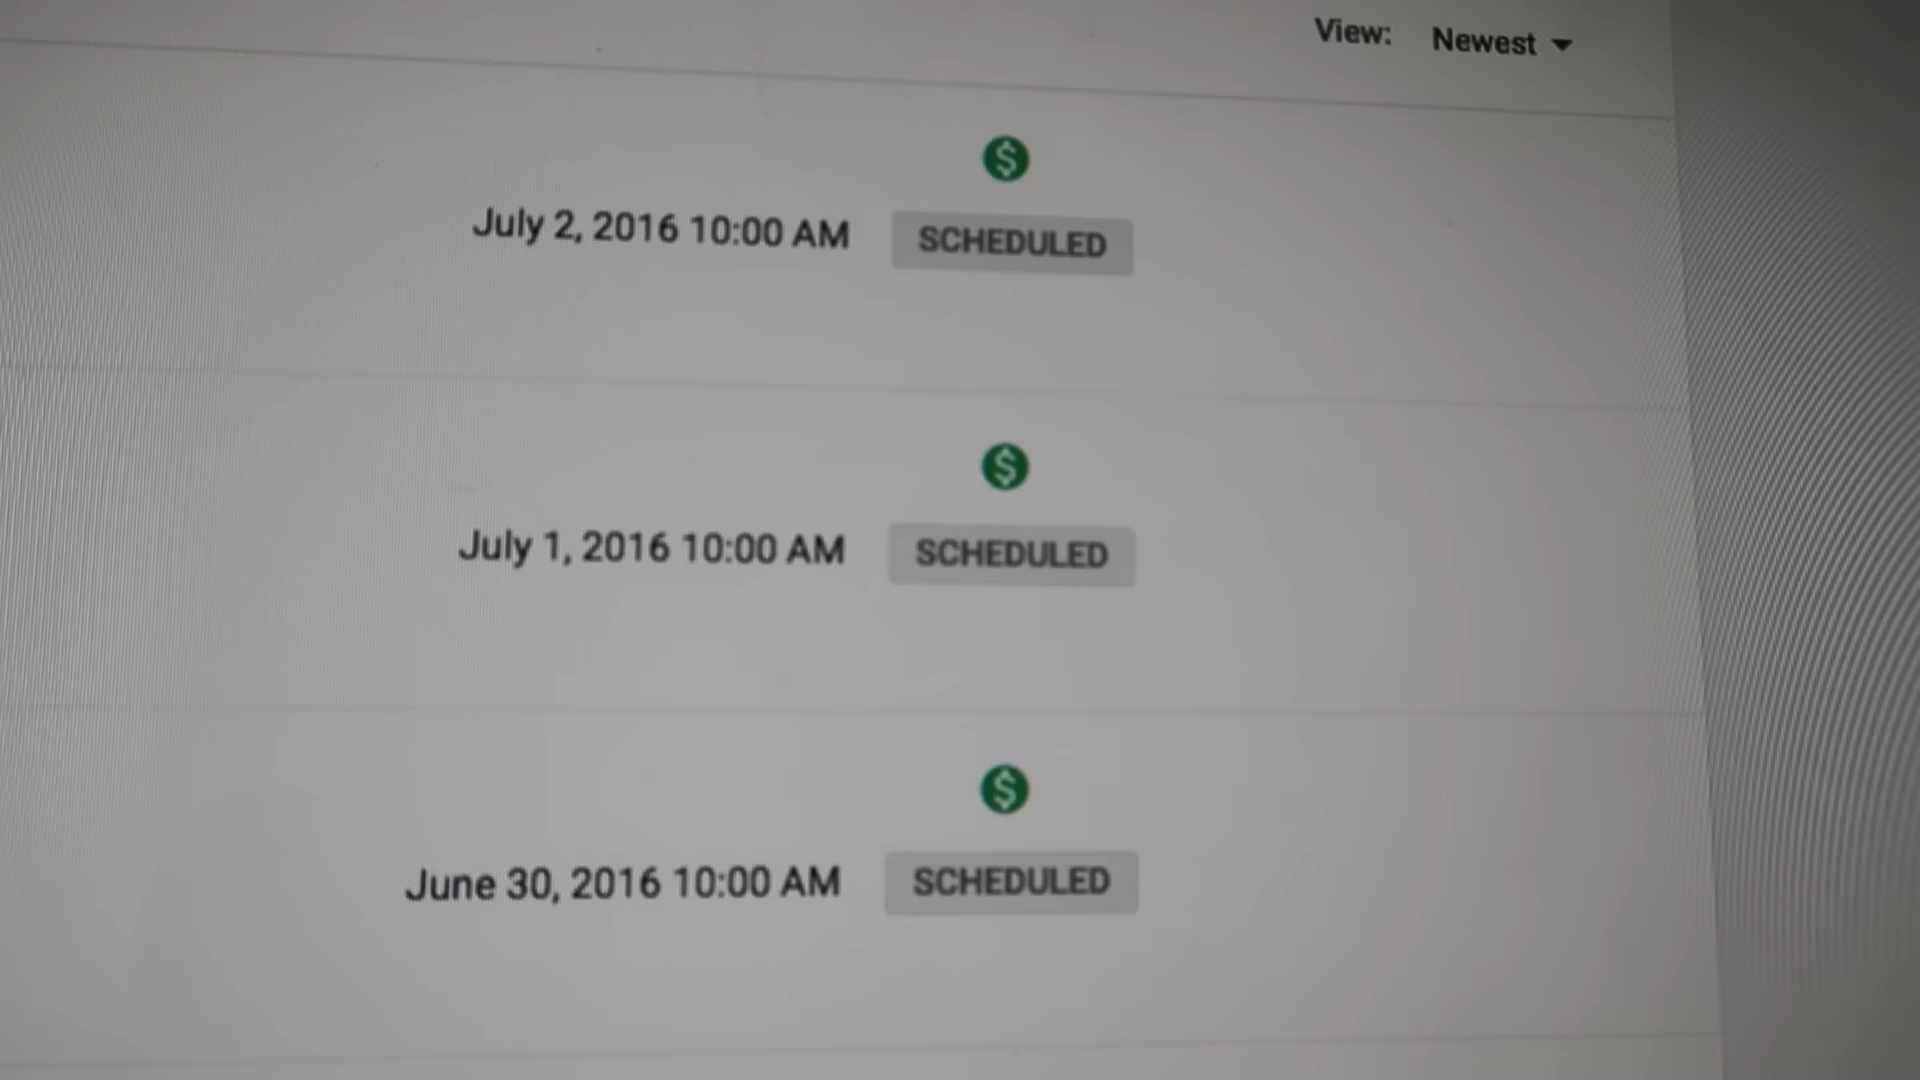 View: Newest
$
July 2, 2016 10:00 AM SCHEDULED
$
July 1, 2016 10:00 AM SCHEDULED
$
June 30, 2016 10:00 AM SCHEDULED